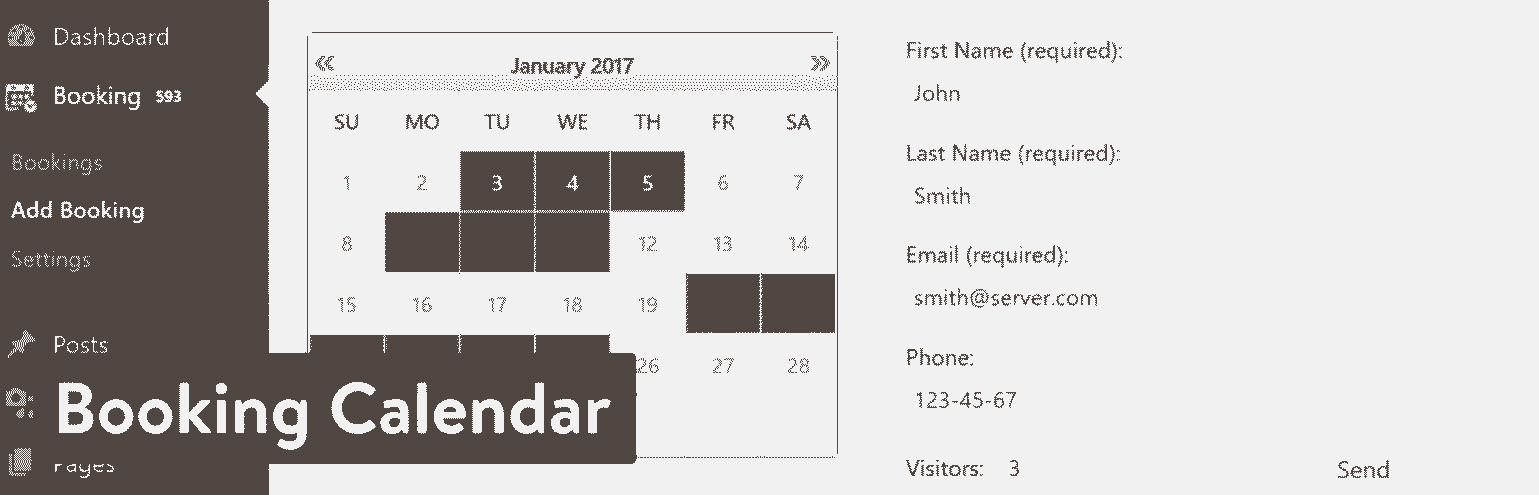 Dashboard
Booking 593
Bookings
Add Booking
Settings
Posts
Booking Calendar
Pages
January 2017
SU MO TU WE TH FR SA
1 2 3 4 5 6 7
8 12 13 14
15 16 17 18 19
26 27 28
First Name (required):
John
Last Name (required):
Smith
Email (required):
smith@server.com
Phone:
123-45-67
Visitors: 3
Send